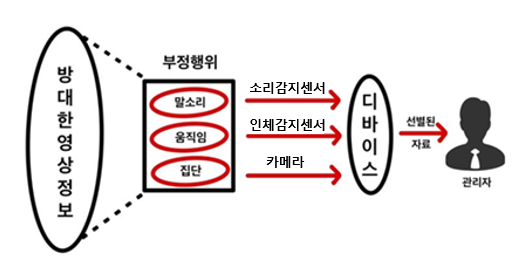 방대한영상정보
부정행위
말소리
움직임
집단
소리감지센서
인체감지센서
카메라
디바이스
선별된
자료
관리자